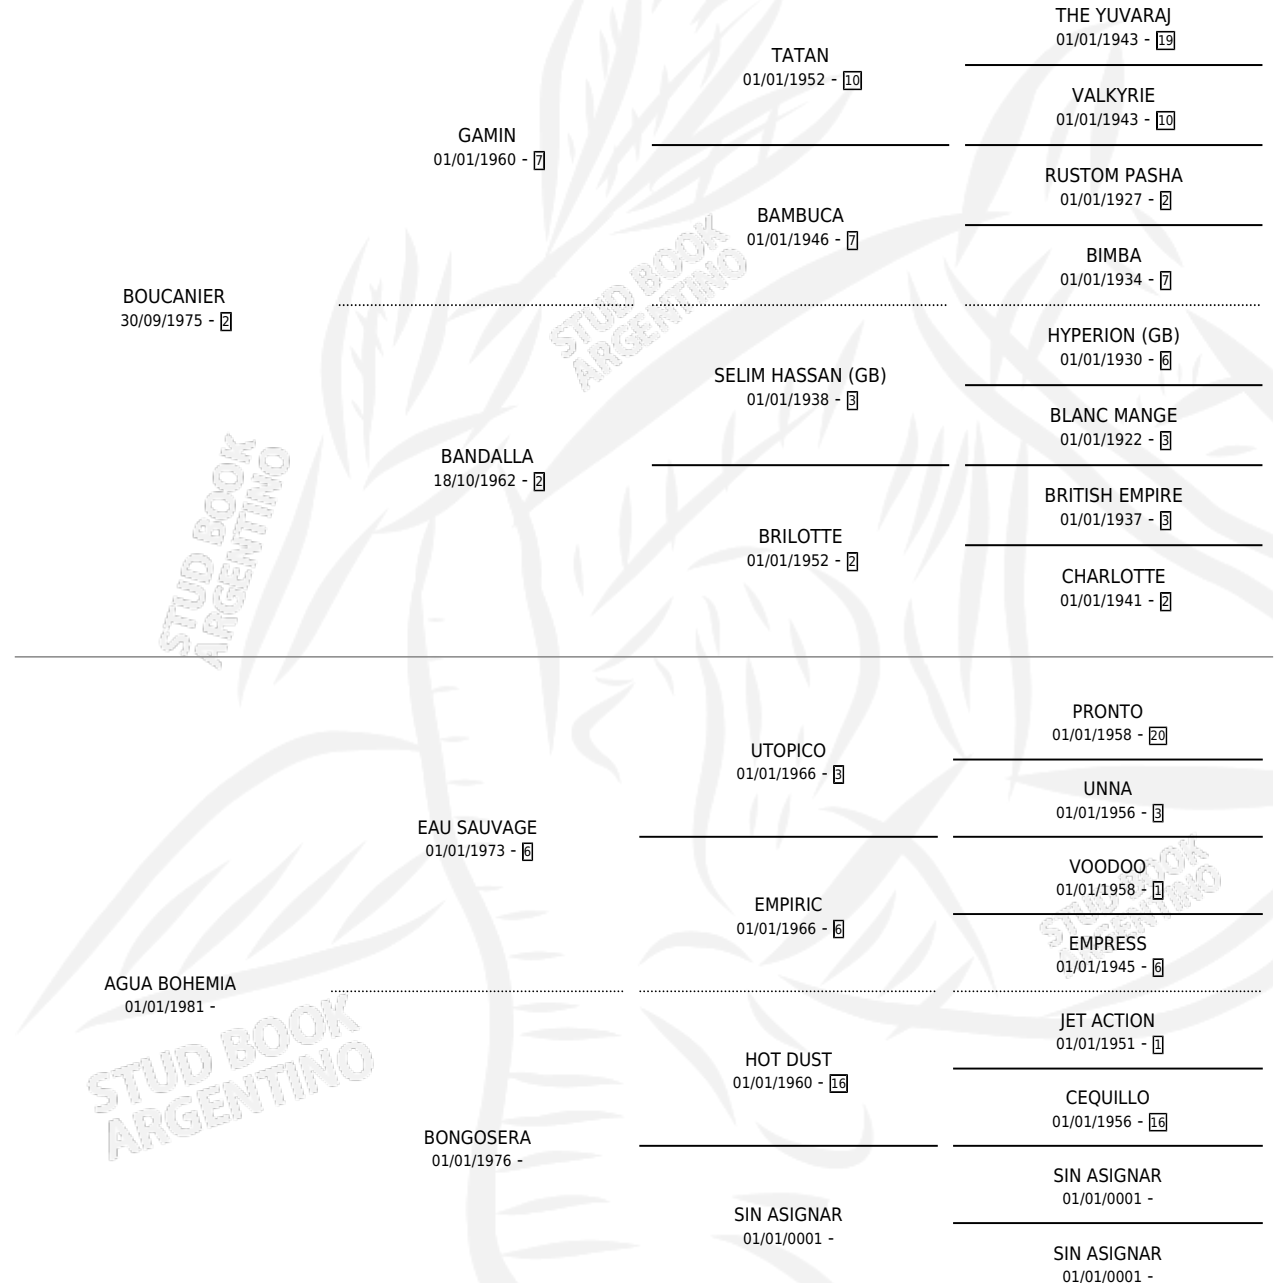 THE YUVARAJ
01/01/1943 - 19
TATAN
01/01/1952 - 10
VALKYRIE
01/01/1943 - 10
GAMIN
01/01/1960 - 7
RUSTOM PASHA
01/01/1927 - 2
BAMBUCA
01/01/1946 - 7
BIMBA
01/01/1934 - 7
BOUCANIER
30/09/1975 - 2
HYPERION (GB)
01/01/1930 - 6
SELIM HASSAN (GB)
01/01/1938 - 3
BLANC MANGE
01/01/1922 - 3
BANDALLA
18/10/1962 - 2
BRITISH EMPIRE
01/01/1937 - 3
BRILOTTE
01/01/1952 - 2
CHARLOTTE
01/01/1941 - 2
PRONTO
01/01/1958 - 20
UTOPICO
01/01/1966 - 3
UNNA
01/01/1956 - 3
EAU SAUVAGE
01/01/1973 - 6
VOODOO
01/01/1958 - 1
EMPIRIC
01/01/1966 - 6
EMPRESS
01/01/1945 - 6
AGUA BOHEMIA
01/01/1981 -
JET ACTION
01/01/1951 - 1
HOT DUST
01/01/1960 - 16
CEQUILLO
01/01/1956 - 16
BONGOSERA
01/01/1976 -
SIN ASIGNAR
01/01/0001 -
SIN ASIGNAR
01/01/0001 -
SIN ASIGNAR
01/01/0001 -
STUD BOOK
ARGENTINO
STUD BOOK
ARGENTINO
STUD BOOK
ARGENTINO
STUD BOOK
ARGENTINO